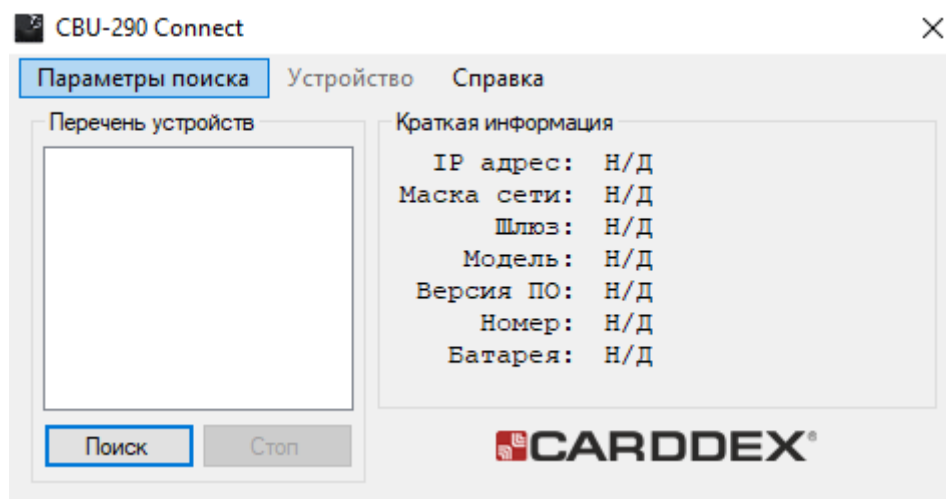 CBU-290 Connect
Параметры поиска Устройство Справка
Перечень устройств
Краткая информация
IP адрес: Н/Д
Маска сети: Н/Д
Шлюз: Н/Д
Модель: Н/Д
Версия ПО: Н/Д
Номер: Н/Д
Батарея: Н/Д
Поиск Стоп
CARDDEX®